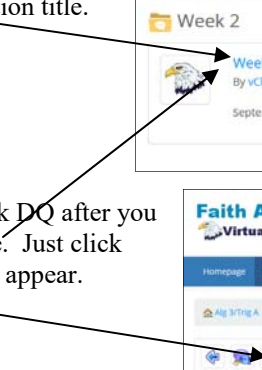 ion title.
Week 2
Wee
By vCl
Septe
k DQ after you
e. Just click
appear.
Faith A
Virtua
Homepage
Alg 3/Trig A